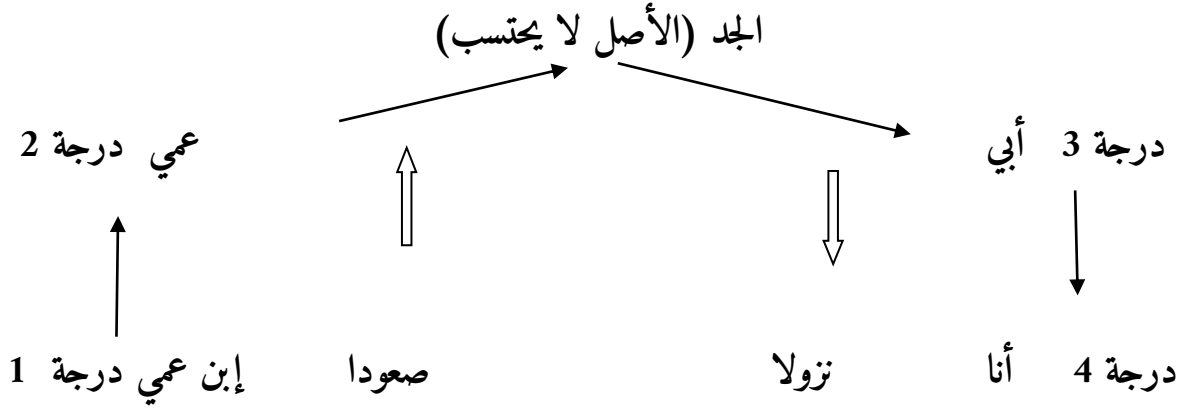 الجد (الأصل لا يحتسب)
درجة 3 أبي عمي درجة 2
درجة 4 أنا نزولا صعودا إبن عمي درجة 1